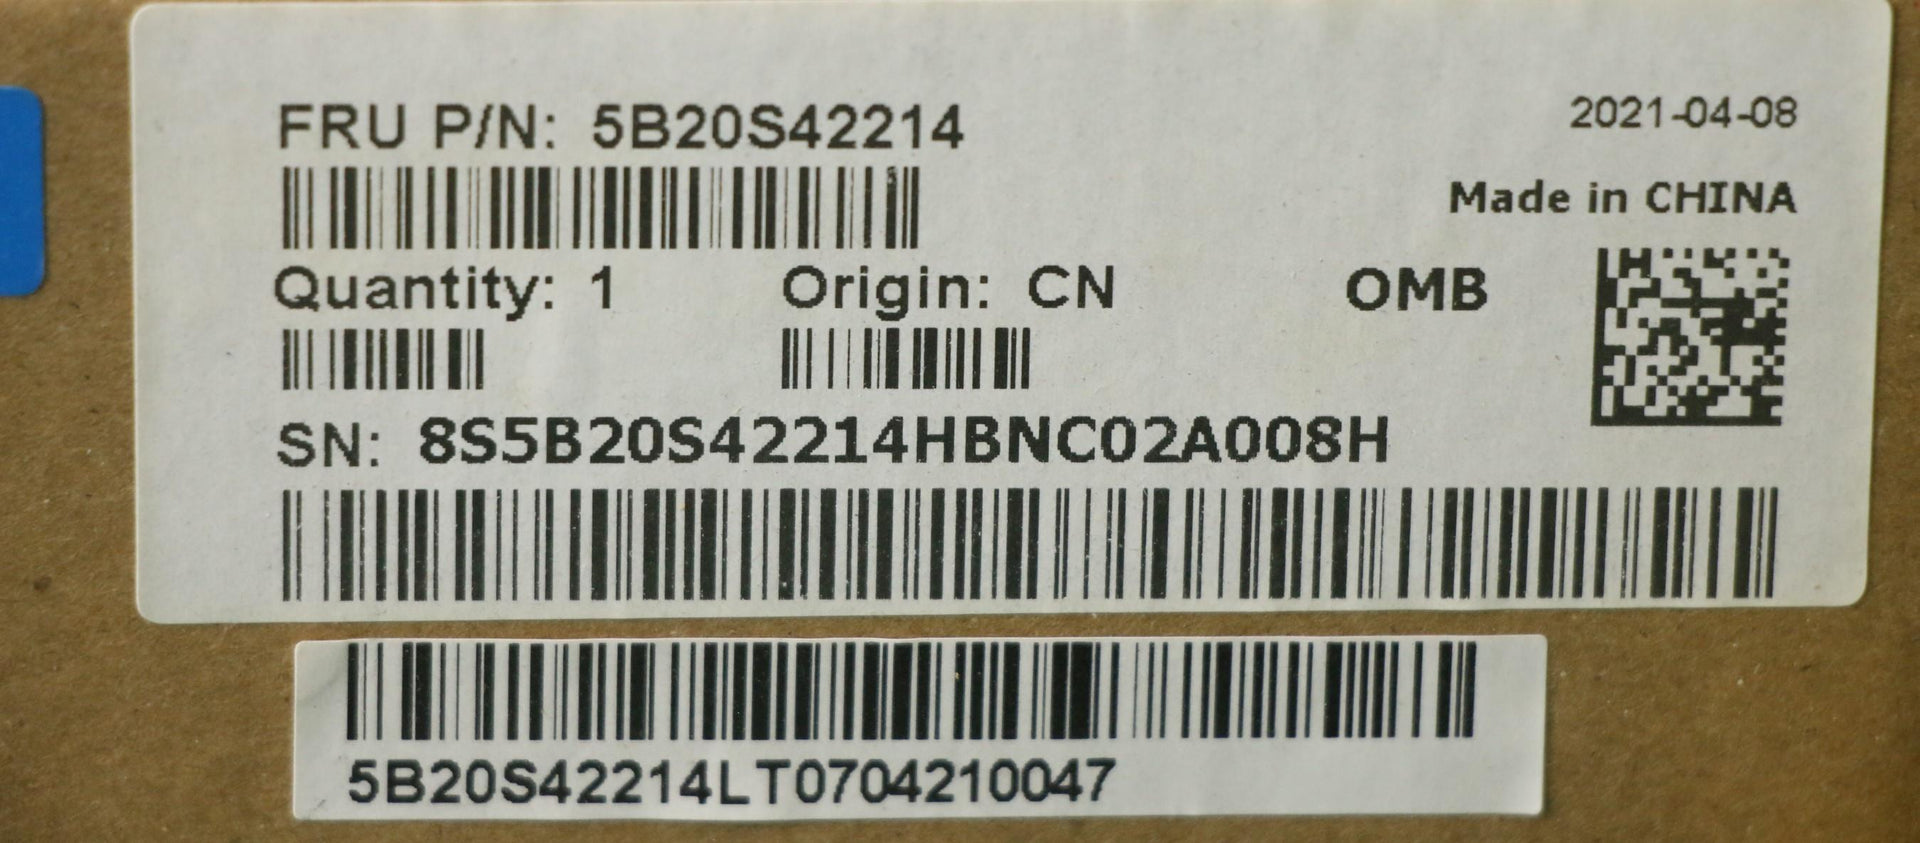 FRU P/N: 5B20S42214
2021-04-08
Made in CHINA
Quantity: 1 Origin: CN OMB
SN: 8S5B20S42214HBNC02A008H
5B20S42214LT0704210047